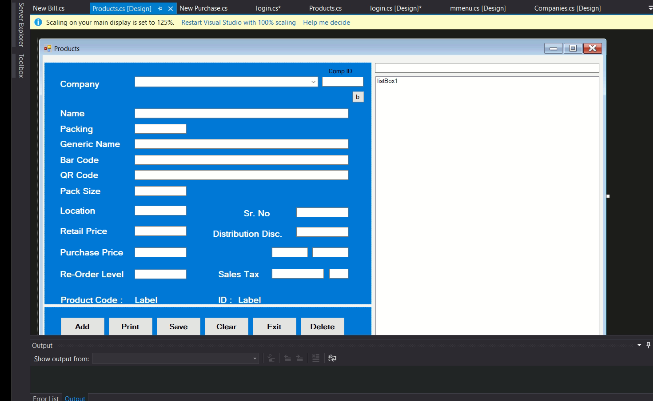 New Bill.cs
Products.cs [Design]
New Purchase.cs
login.cs*
Products.cs
login.cs [Design]*
mmenu.cs [Design]
Companies.cs [Design]
Scaling on your main display is set to 125%. Restart Visual Studio with 100% scaling Help me decide
Server Explorer
Toolbox
Products
Company
Comp ID
b
listBox1
Name
Packing
Generic Name
Bar Code
QR Code
Pack Size
Location
Sr. No
Retail Price
Distribution Disc.
Purchase Price
Re-Order Level
Sales Tax
Product Code : Label
ID : Label
Add
Print
Save
Clear
Exit
Delete
Output
Show output from:
Error List Output